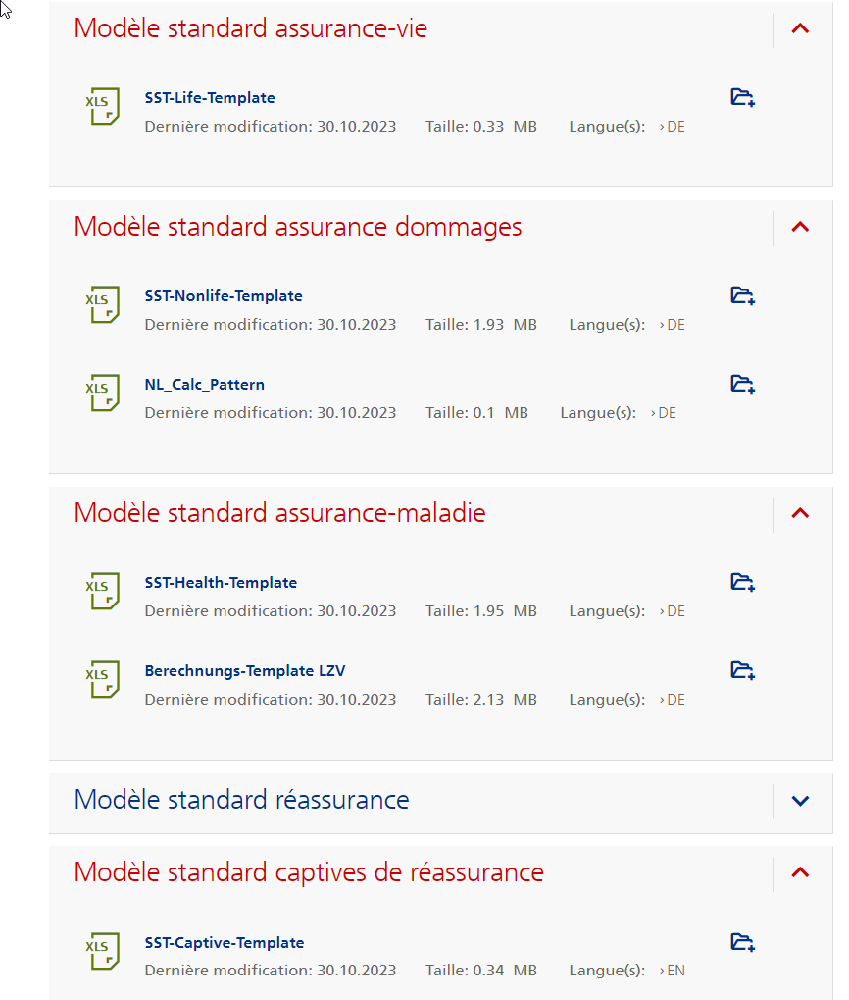 Modèle standard assurance-vie
XLS
SST-Life-Template
Dernière modification: 30.10.2023 Taille: 0.33 MB Langue(s): › DE
Modèle standard assurance dommages
XLS
SST-Nonlife-Template
Dernière modification: 30.10.2023 Taille: 1.93 MB Langue(s): › DE
XLS
NL_Calc_Pattern
Dernière modification: 30.10.2023 Taille: 0.1 MB Langue(s): › DE
Modèle standard assurance-maladie
XLS
SST-Health-Template
Dernière modification: 30.10.2023 Taille: 1.95 MB Langue(s): › DE
XLS
Berechnungs-Template LZV
Dernière modification: 30.10.2023 Taille: 2.13 MB Langue(s): › DE
Modèle standard réassurance
Modèle standard captives de réassurance
XLS
SST-Captive-Template
Dernière modification: 30.10.2023 Taille: 0.34 MB Langue(s): › EN